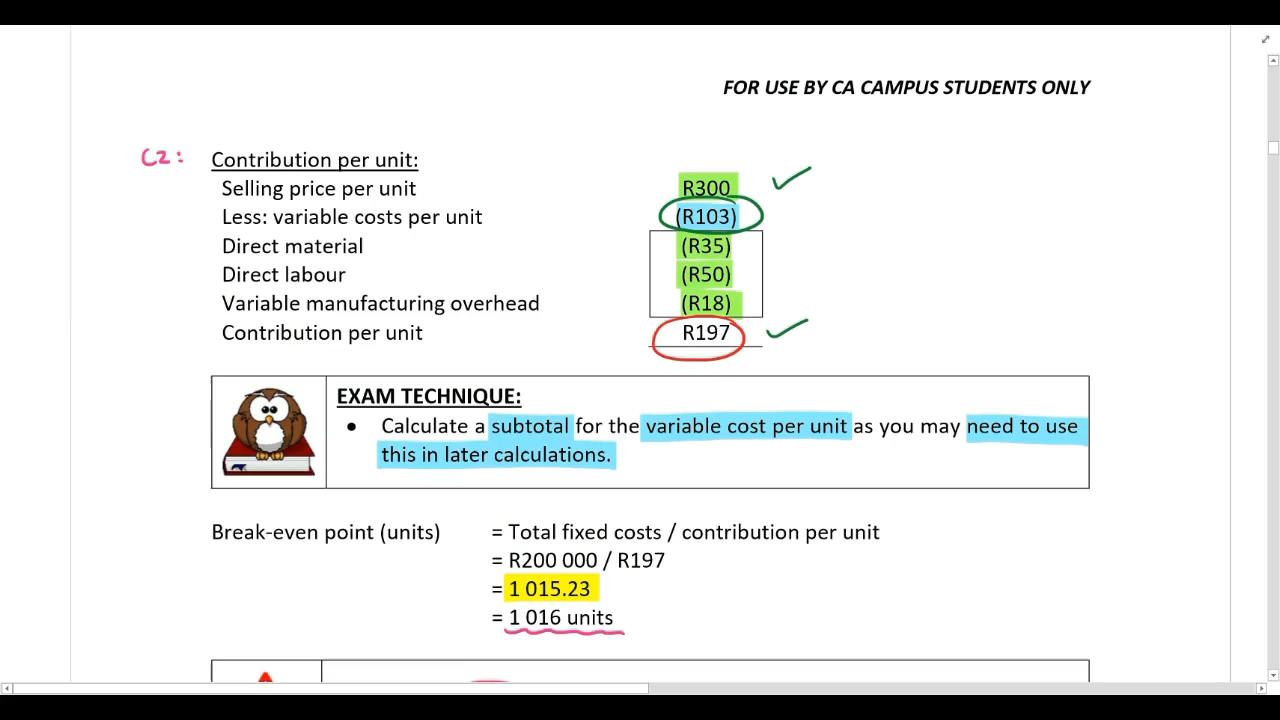 FOR USE BY CA CAMPUS STUDENTS ONLY
C2:
Contribution per unit:
Selling price per unit R300
Less: variable costs per unit (R103)
Direct material (R35)
Direct labour (R50)
Variable manufacturing overhead (R18)
Contribution per unit R197
EXAM TECHNIQUE:
• Calculate a subtotal for the variable cost per unit as you may need to use
this in later calculations.
Break-even point (units) = Total fixed costs / contribution per unit
= R200 000 / R197
= 1 015.23
= 1 016 units